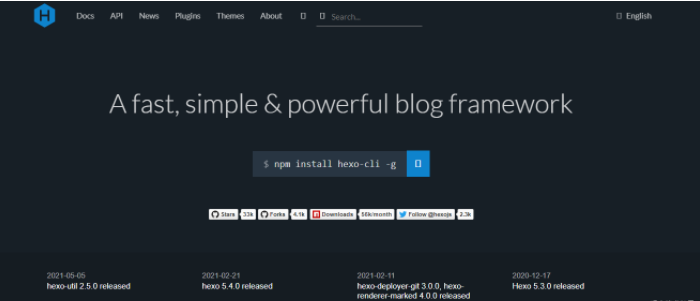 H
Docs API News Plugins Themes About Search... English
A fast, simple & powerful blog framework
$ npm install hexo-cli -g
Stars 33k Forks 4.1k Downloads 56k/month Follow @hexojs 2.3k
2021-05-05 2021-02-21 2021-02-11 2020-12-17
hexo-util 2.5.0 released hexo 5.4.0 released hexo-deployer-git 3.0.0, hexo- Hexo 5.3.0 released
renderer-marked 4.0.0 released